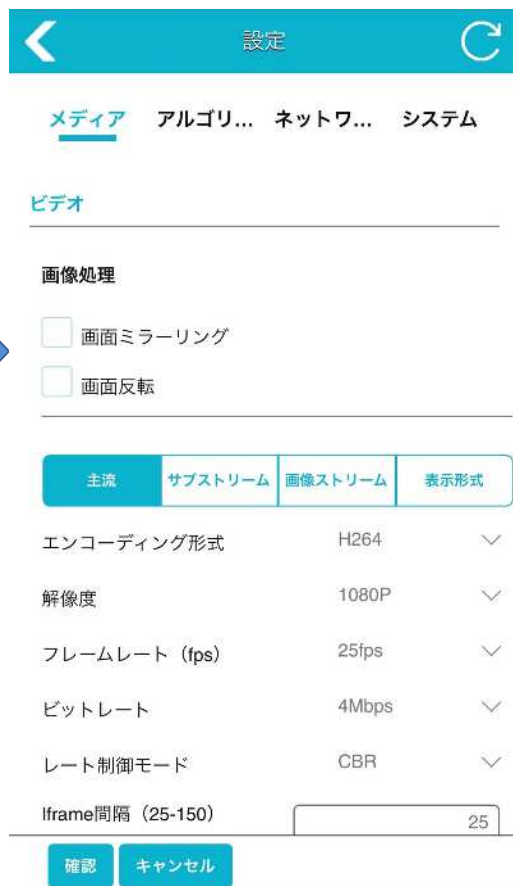 設定
メディア アルゴリ... ネットワ... システム
ビデオ
画像処理
画面ミラーリング
画面反転
主流 サブストリーム 画像ストリーム 表示形式
エンコーディング形式 H264
解像度 1080P
フレームレート（fps） 25fps
ビットレート 4Mbps
レート制御モード CBR
Iframe間隔（25-150） 25
確認 キャンセル